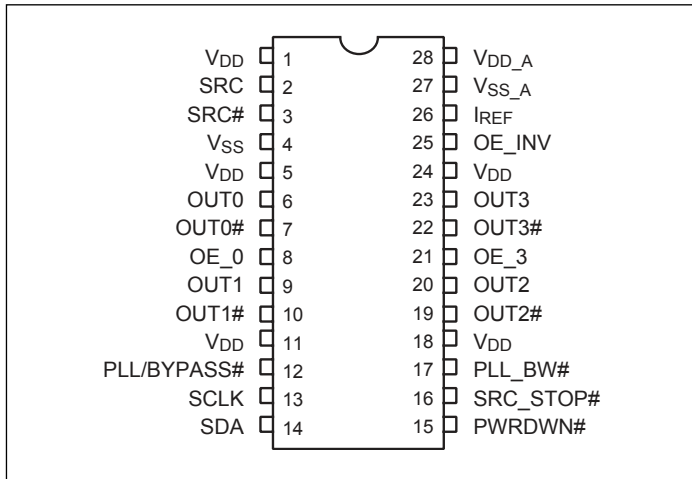 VDD 1 28 VDD_A
SRC 2 27 VSS_A
SRC# 3 26 IREF
VSS 4 25 OE_INV
VDD 5 24 VDD
OUT0 6 23 OUT3
OUT0# 7 22 OUT3#
OE_0 8 21 OE_3
OUT1 9 20 OUT2
OUT1# 10 19 OUT2#
VDD 11 18 VDD
PLL/BYPASS# 12 17 PLL_BW#
SCLK 13 16 SRC_STOP#
SDA 14 15 PWRDWN#